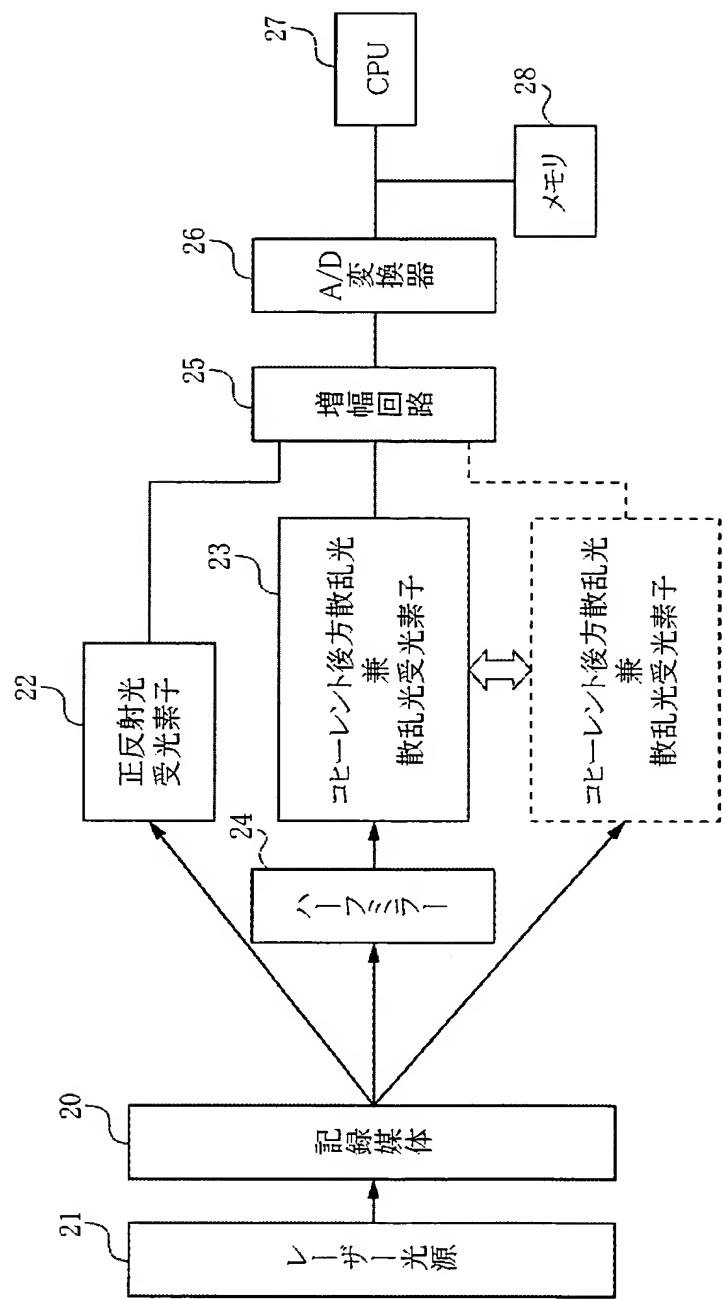 21
レーザー光源
20
記録媒体
22
正反射光
受光素子
24
ハーフミラー
23
コヒーレント後方散乱光
兼
散乱光受光素子
コヒーレント後方散乱光
兼
散乱光受光素子
25
増幅回路
26
A/D
変
換
器
27
CPU
28
メモリ